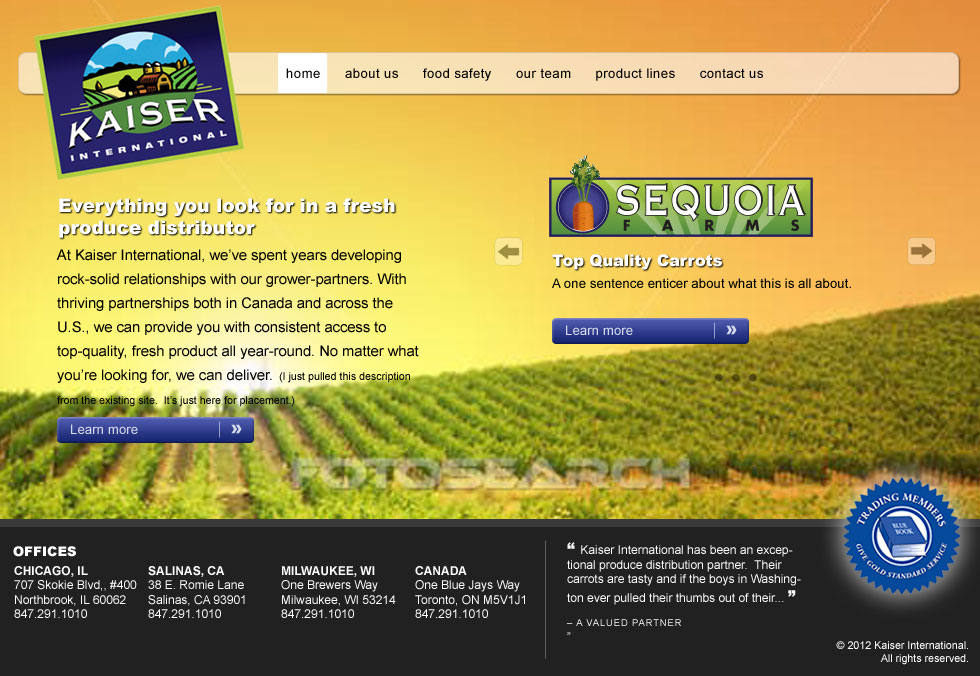 KAISER
INTERNATIONAL
home about us food safety our team product lines contact us
Everything you look for in a fresh
produce distributor
At Kaiser International, we've spent years developing
rock-solid relationships with our grower-partners. With
thriving partnerships both in Canada and across the
U.S., we can provide you with consistent access to
top-quality, fresh product all year-round. No matter what
you're looking for, we can deliver. (I just pulled this description
from the existing site. It's just here for placement.)
Learn more »
SEQUOIA
FARMS
Top Quality Carrots
A one sentence enticer about what this is all about.
Learn more »
FOTOSEARCH
OFFICES
CHICAGO, IL
707 Skokie Blvd,, #400
Northbrook, IL 60062
847.291.1010
SALINAS, CA
38 E. Romie Lane
Salinas, CA 93901
847.291.1010
MILWAUKEE, WI
One Brewers Way
Milwaukee, WI 53214
847.291.1010
CANADA
One Blue Jays Way
Toronto, ON M5V1J1
847.291.1010
❝ Kaiser International has been an excep-
tional produce distribution partner. Their
carrots are tasty and if the boys in Washing-
ton ever pulled their thumbs out of their... ❞
– A VALUED PARTNER
»
TRADING MEMBERS
BLUE
BOOK
GIVE GOLD STANDARD SERVICE
© 2012 Kaiser International.
All rights reserved.